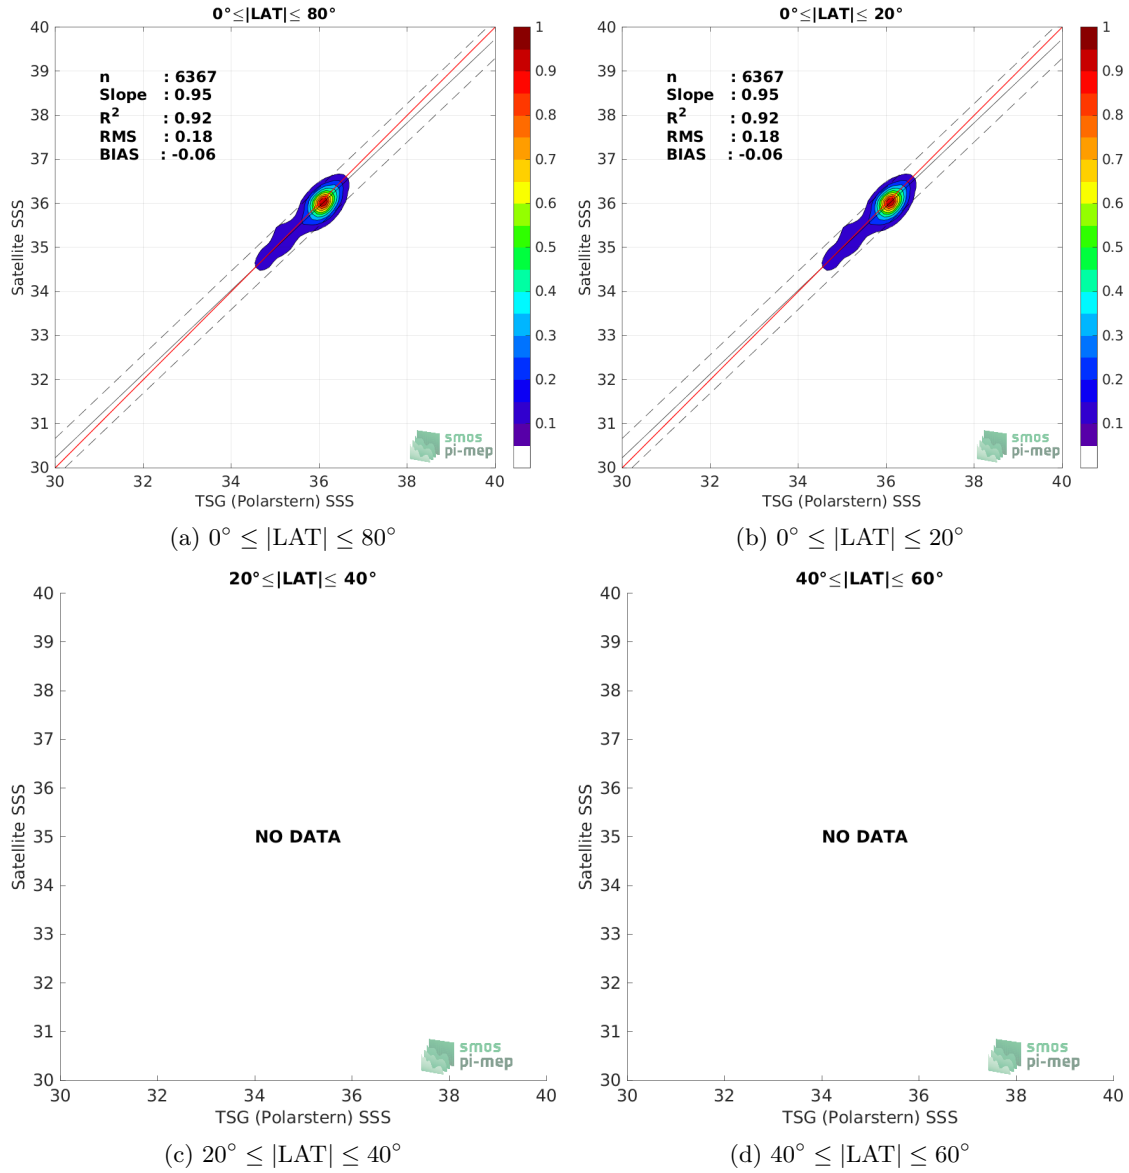 0°≤|LAT|≤ 80°
40
39
38
37
36
35
34
33
32
31
30
Satellite SSS
n : 6367
Slope : 0.95
R² : 0.92
RMS : 0.18
BIAS : -0.06
smos
pi-mep
30 32 34 36 38 40
TSG (Polarstern) SSS
1
0.9
0.8
0.7
0.6
0.5
0.4
0.3
0.2
0.1
(a) 0° ≤ |LAT| ≤ 80°
0°≤|LAT|≤ 20°
40
39
38
37
36
35
34
33
32
31
30
Satellite SSS
n : 6367
Slope : 0.95
R² : 0.92
RMS : 0.18
BIAS : -0.06
smos
pi-mep
30 32 34 36 38 40
TSG (Polarstern) SSS
1
0.9
0.8
0.7
0.6
0.5
0.4
0.3
0.2
0.1
(b) 0° ≤ |LAT| ≤ 20°
20°≤|LAT|≤ 40°
40
39
38
37
36
35
34
33
32
31
30
Satellite SSS
NO DATA
smos
pi-mep
30 32 34 36 38 40
TSG (Polarstern) SSS
(c) 20° ≤ |LAT| ≤ 40°
40°≤|LAT|≤ 60°
40
39
38
37
36
35
34
33
32
31
30
Satellite SSS
NO DATA
smos
pi-mep
30 32 34 36 38 40
TSG (Polarstern) SSS
(d) 40° ≤ |LAT| ≤ 60°